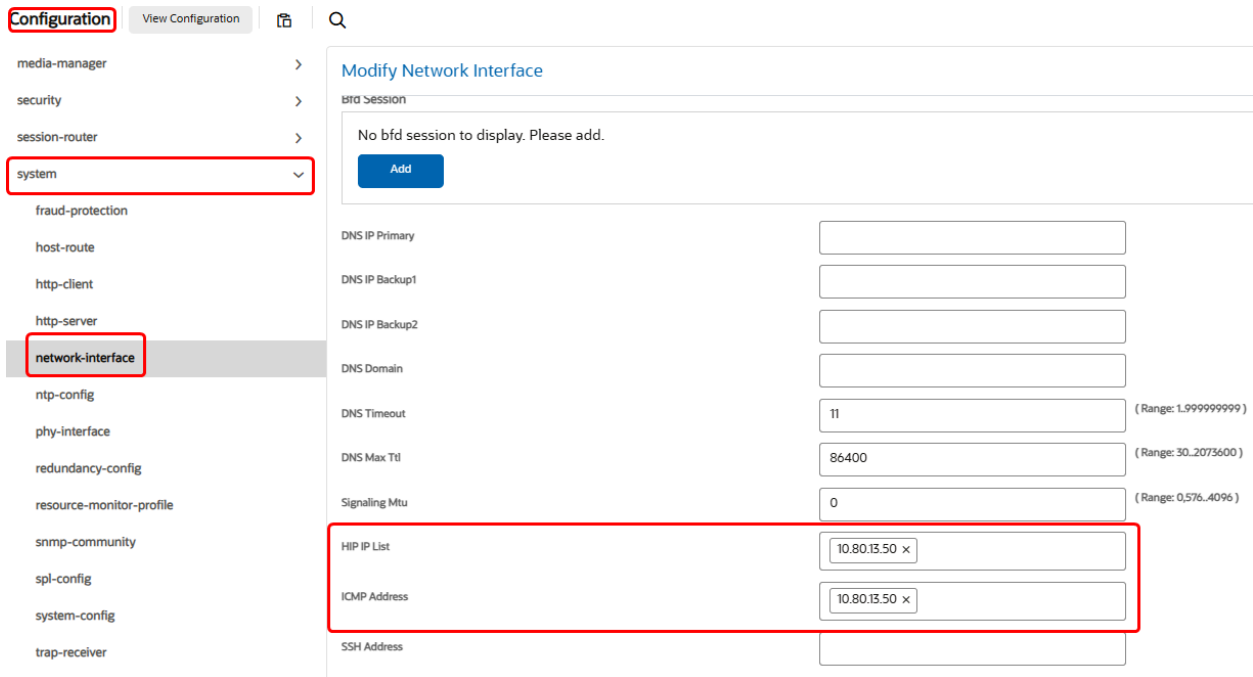 Configuration View Configuration
media-manager
security
session-router
system
fraud-protection
host-route
http-client
http-server
network-interface
ntp-config
phy-interface
redundancy-config
resource-monitor-profile
snmp-community
spl-config
system-config
trap-receiver
Modify Network Interface
Bfd Session
No bfd session to display. Please add.
Add
DNS IP Primary
DNS IP Backup1
DNS IP Backup2
DNS Domain
DNS Timeout 11 ( Range: 1..999999999 )
DNS Max Ttl 86400 ( Range: 30..2073600 )
Signaling Mtu 0 ( Range: 0,576..4096 )
HIP IP List 10.80.13.50 ×
ICMP Address 10.80.13.50 ×
SSH Address